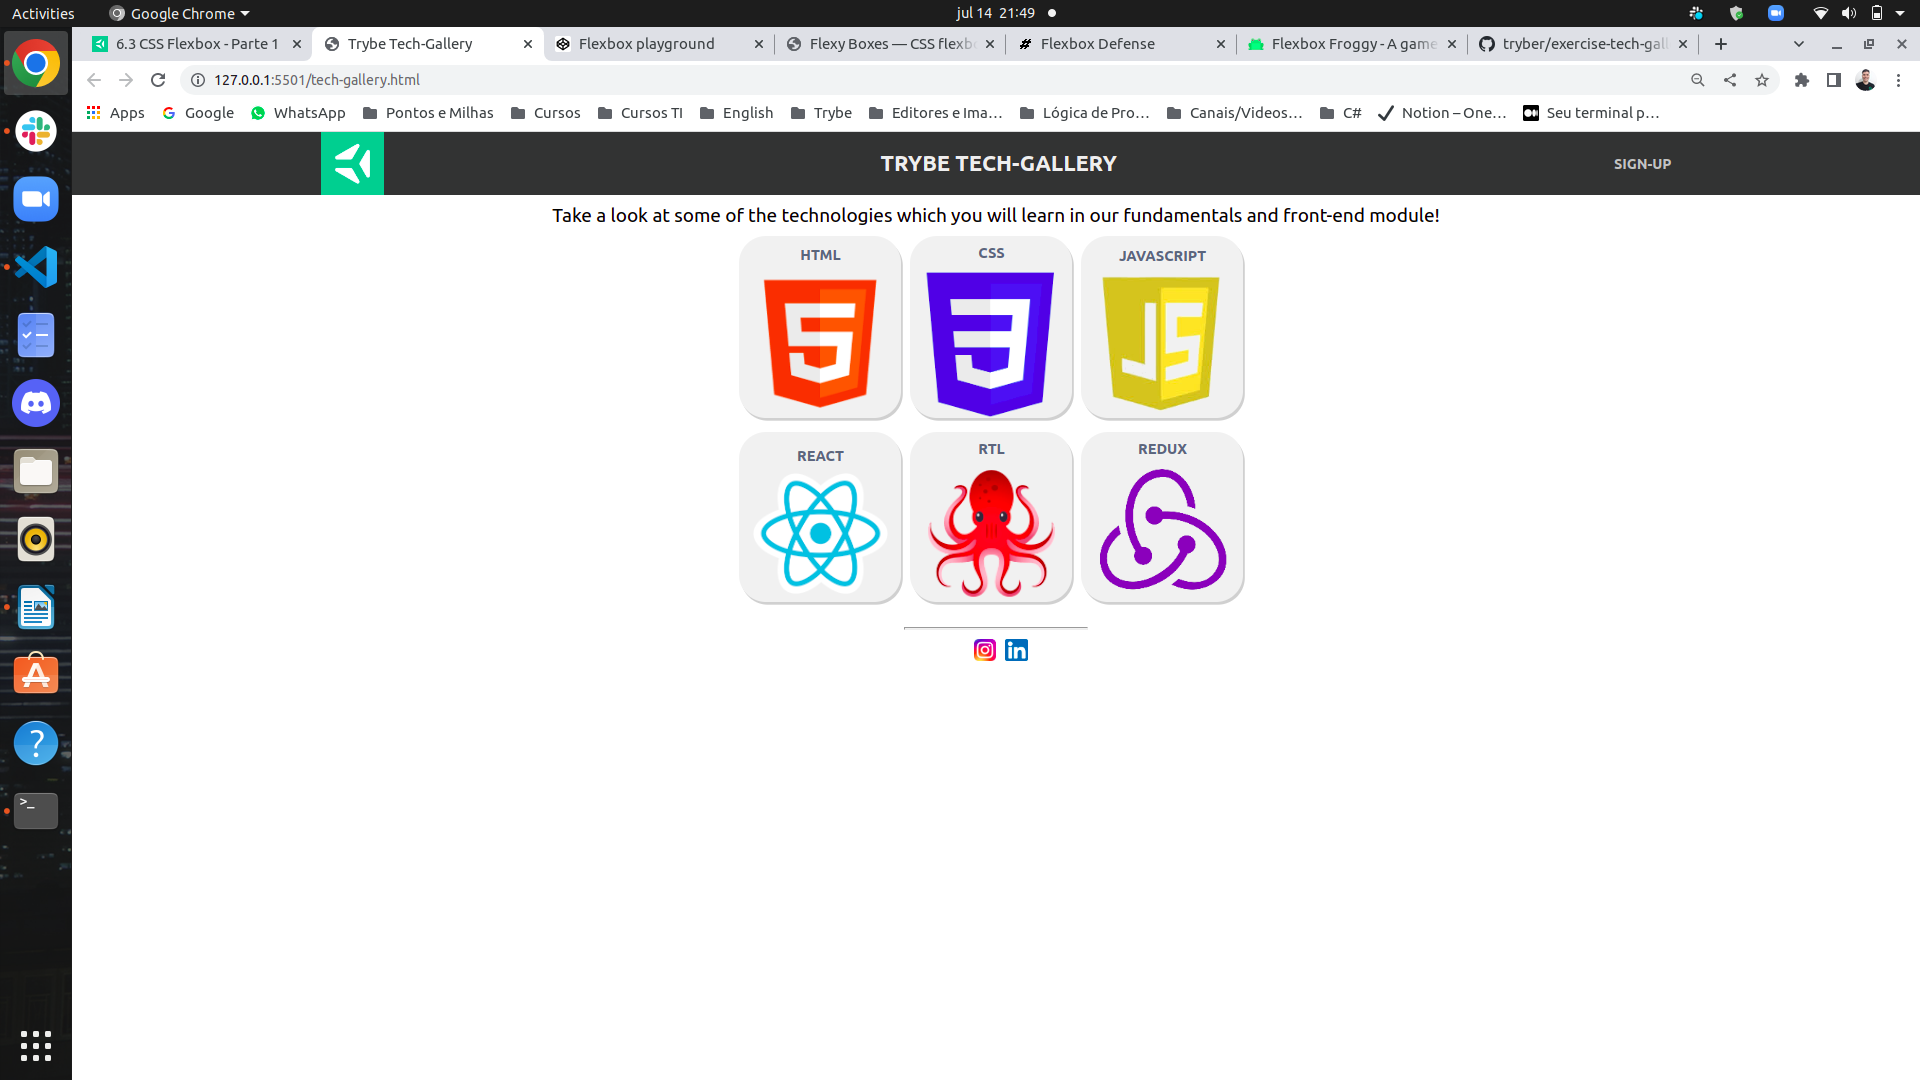 Activities Google Chrome jul 14 21:49
6.3 CSS Flexbox - Parte 1 Trybe Tech-Gallery Flexbox playground Flexy Boxes — CSS flexb Flexbox Defense Flexbox Froggy - A game tryber/exercise-tech-gall
127.0.0.1:5501/tech-gallery.html
Apps Google WhatsApp Pontos e Milhas Cursos Cursos TI English Trybe Editores e Ima... Lógica de Pro... Canais/Videos... C# Notion – One... Seu terminal p...
TRYBE TECH-GALLERY SIGN-UP
Take a look at some of the technologies which you will learn in our fundamentals and front-end module!
HTML CSS JAVASCRIPT
5 3 JS
REACT RTL REDUX
in